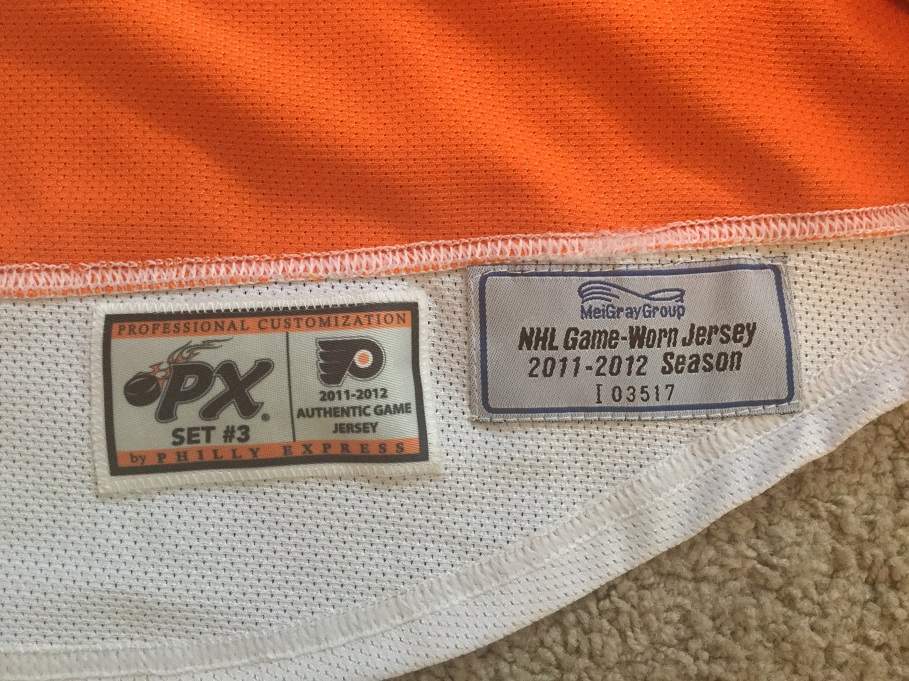 PROFESSIONAL CUSTOMIZATION
PX®
SET #3
2011-2012
AUTHENTIC GAME
JERSEY
by PHILLY EXPRESS
MeiGrayGroup
NHL Game-Worn Jersey
2011-2012 Season
I 03517